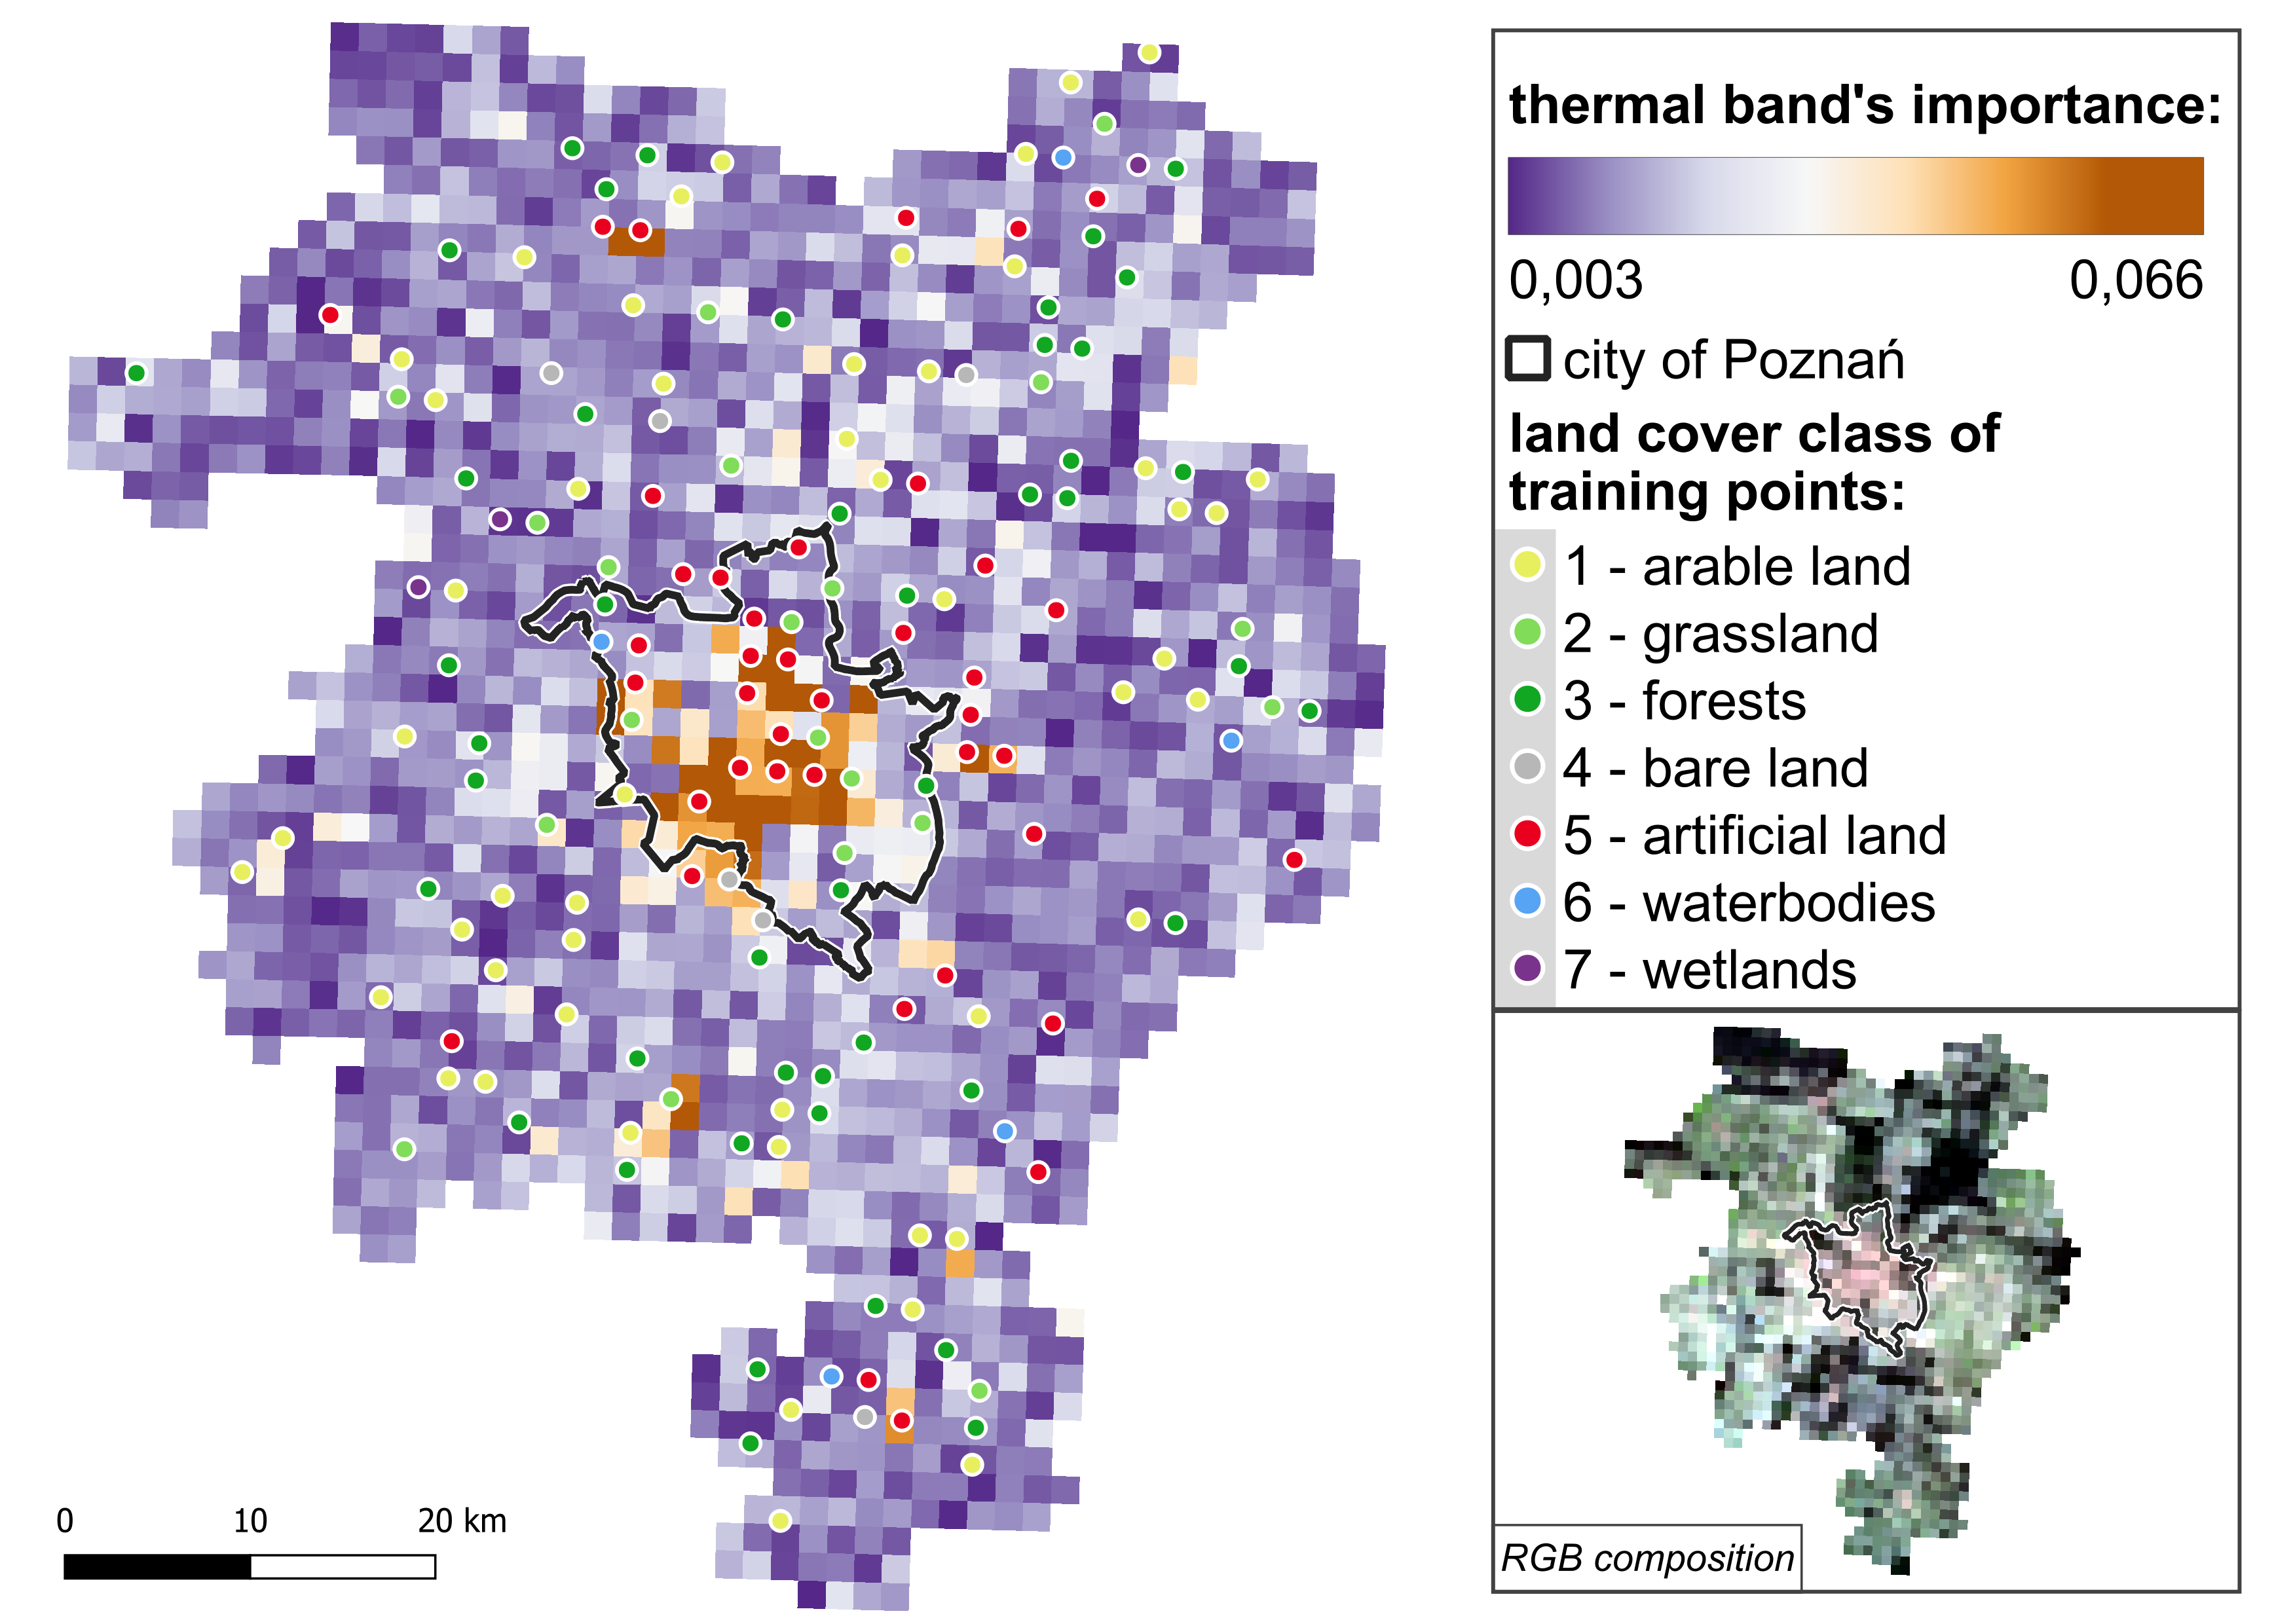 thermal band's importance:
0,003 0,066
city of Poznań
land cover class of
training points:
1 - arable land
2 - grassland
3 - forests
4 - bare land
5 - artificial land
6 - waterbodies
7 - wetlands
0 10 20 km
RGB composition